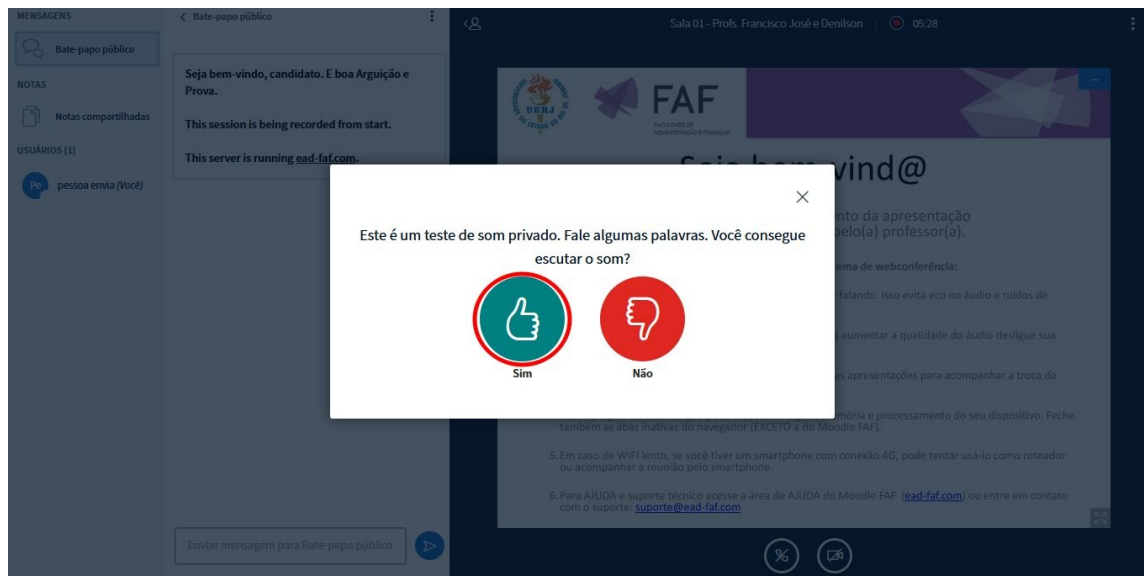 MENSAGENS
Bate-papo público
NOTAS
Notas compartilhadas
USUÁRIOS (1)
Pe pessoa envia (Você)
Bate-papo público
Seja bem-vindo, candidato. E boa Arguição e
Prova.
This session is being recorded from start.
This server is running ead-faf.com.
Enviar mensagem para Bate-papo público
Sala 01 - Profs. Francisco José e Denilson 05:28
UERJ
FAF
FACULDADE DE
ADMINISTRAÇÃO E FINANÇAS
vind@
nto da apresentação
pelo(a) professor(a).
ema de webconferência:
falando. Isso evita eco no áudio e ruídos de
aumentar a qualidade do áudio desligue sua
as apresentações para acompanhar a troca de
mória e processamento do seu dispositivo. Feche
também as abas inativas do navegador (EXCETO a do Moodle FAF).
5. Em caso de WIFI lento, se você tiver um smartphone com conexão 4G, pode tentar usá-lo como roteador
ou acompanhar a reunião pelo smartphone.
6. Para AJUDA e suporte técnico acesse a área de AJUDA do Moodle FAF (ead-faf.com) ou entre em contato
com o suporte: suporte@ead-faf.com
Este é um teste de som privado. Fale algumas palavras. Você consegue
escutar o som?
Sim
Não